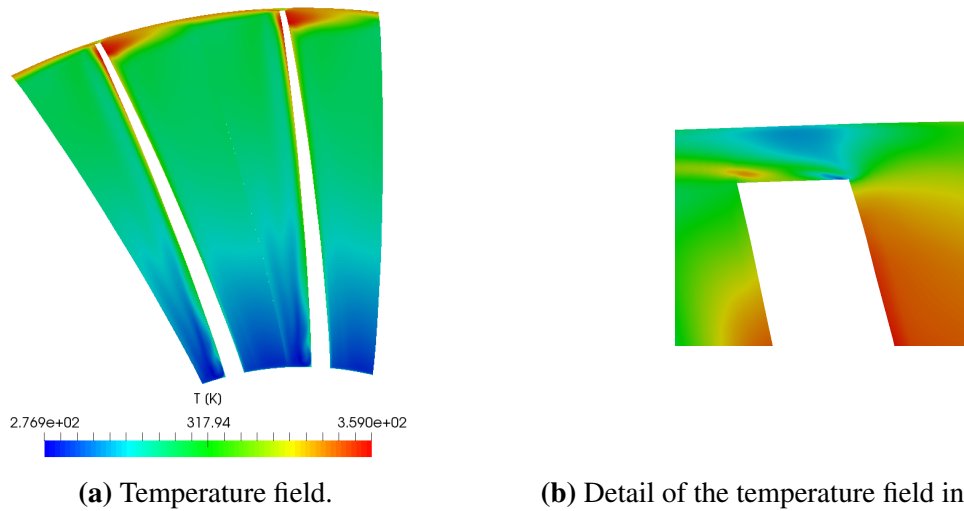 T (K)
2.769e+02 317.94 3.590e+02
(a) Temperature field.
(b) Detail of the temperature field in